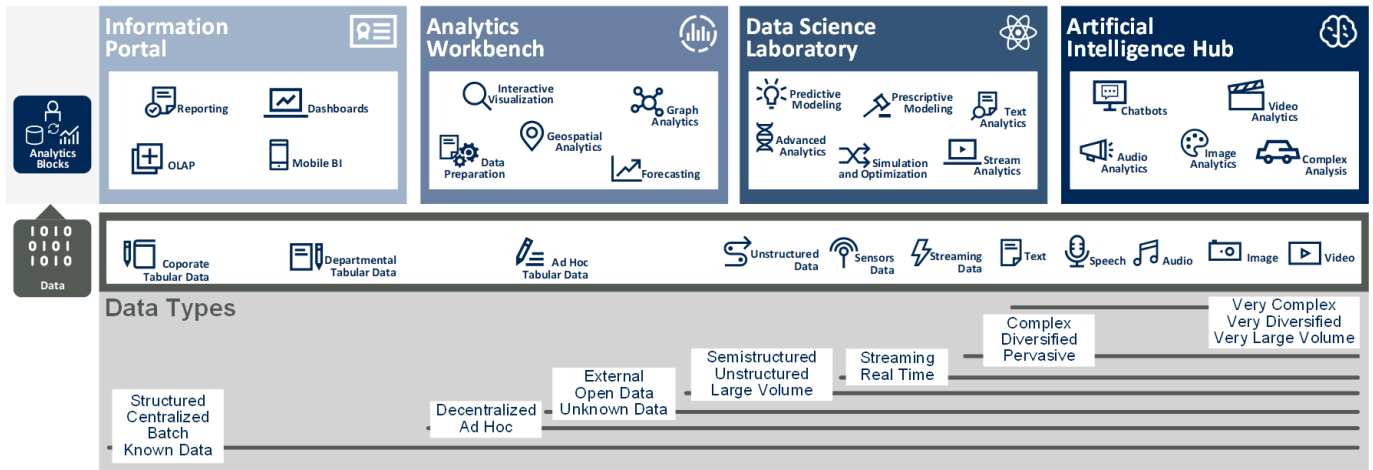 Information
Portal
Analytics
Workbench
Data Science
Laboratory
Artificial
Intelligence Hub
Reporting
Dashboards
OLAP
Mobile BI
Interactive
Visualization
Graph
Analytics
Geospatial
Analytics
Data
Preparation
Forecasting
Predictive
Modeling
Prescriptive
Modeling
Text
Analytics
Advanced
Analytics
Simulation
and Optimization
Stream
Analytics
Chatbots
Video
Analytics
Audio
Analytics
Image
Analytics
Complex
Analysis
Analytics
Blocks
1010
0101
1010
Data
Coporate
Tabular Data
Departmental
Tabular Data
Ad Hoc
Tabular Data
Unstructured
Data
Sensors
Data
Streaming
Data
Text
Speech
Audio
Image
Video
Data Types
Structured
Centralized
Batch
Known Data
Decentralized
Ad Hoc
External
Open Data
Unknown Data
Semistructured
Unstructured
Large Volume
Streaming
Real Time
Complex
Diversified
Pervasive
Very Complex
Very Diversified
Very Large Volume